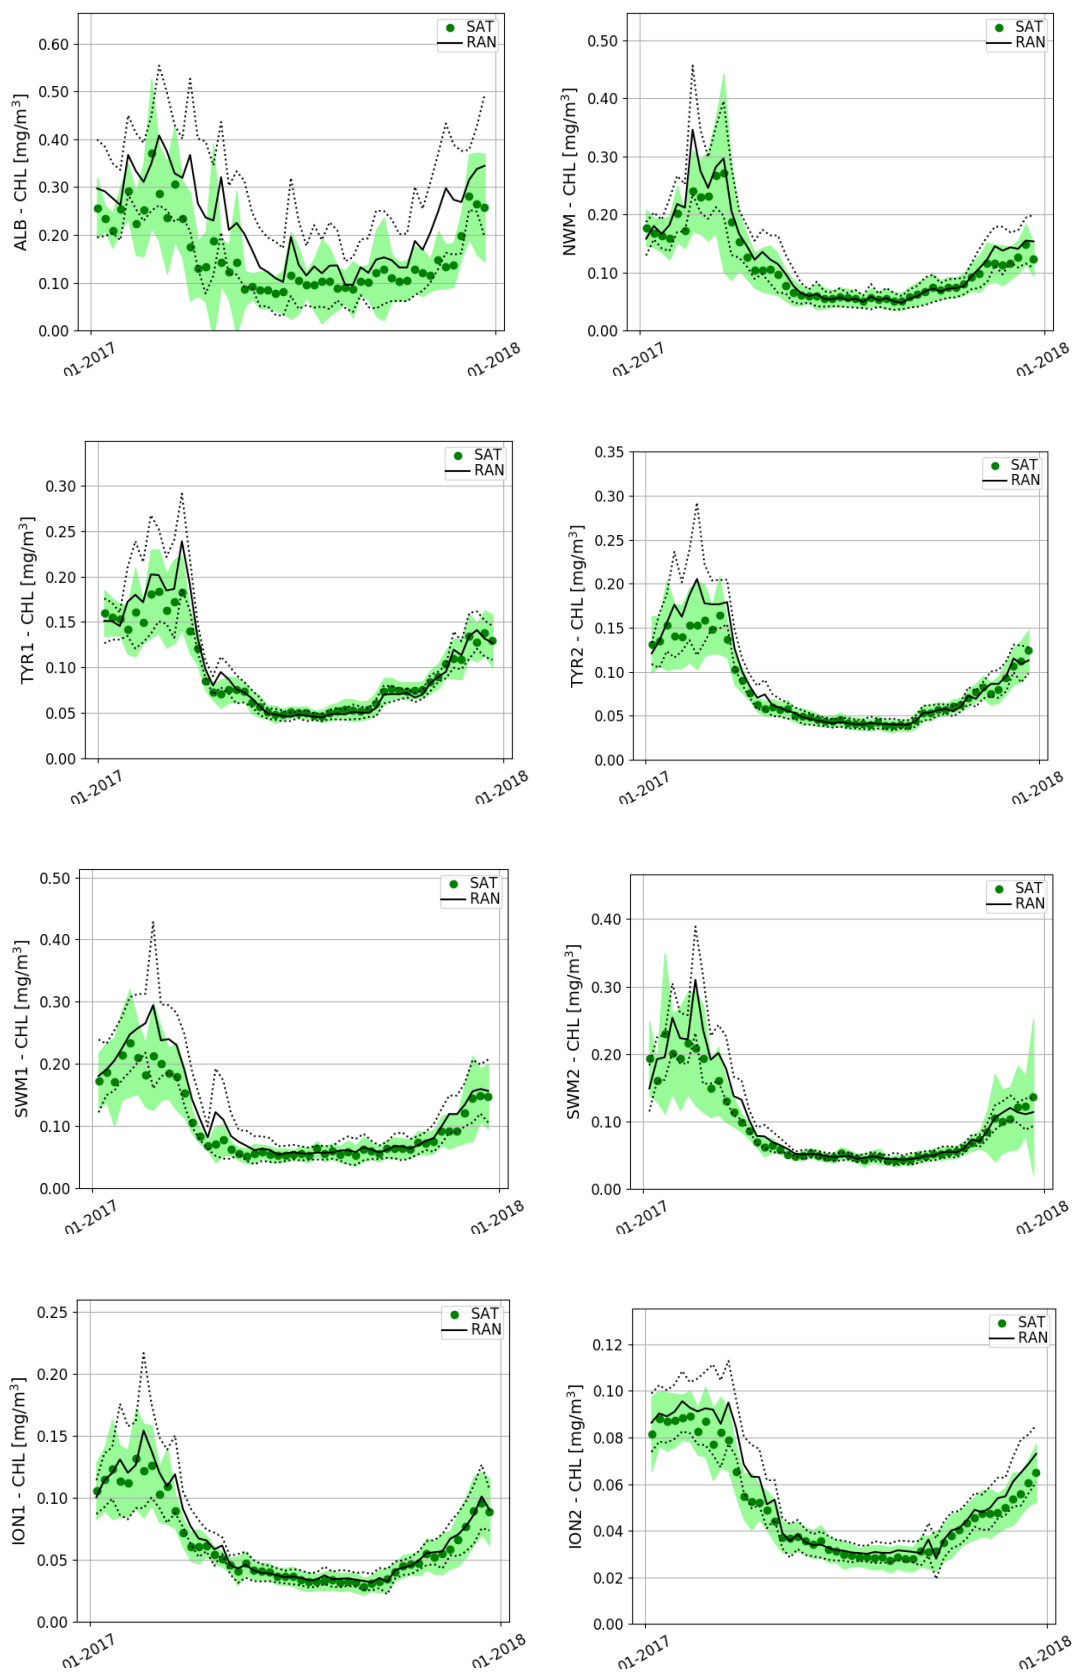 SAT
RAN
0.60
0.50
0.40
0.30
0.20
0.10
0.00
ALB - CHL [mg/m³]
01-2017
01-2018
SAT
RAN
0.50
0.40
0.30
0.20
0.10
0.00
NWM - CHL [mg/m³]
01-2017
01-2018
SAT
RAN
0.30
0.25
0.20
0.15
0.10
0.05
0.00
TYR1 - CHL [mg/m³]
01-2017
01-2018
SAT
RAN
0.35
0.30
0.25
0.20
0.15
0.10
0.05
0.00
TYR2 - CHL [mg/m³]
01-2017
01-2018
SAT
RAN
0.50
0.40
0.30
0.20
0.10
0.00
SWM1 - CHL [mg/m³]
01-2017
01-2018
SAT
RAN
0.40
0.30
0.20
0.10
0.00
SWM2 - CHL [mg/m³]
01-2017
01-2018
SAT
RAN
0.25
0.20
0.15
0.10
0.05
0.00
ION1 - CHL [mg/m³]
01-2017
01-2018
SAT
RAN
0.12
0.10
0.08
0.06
0.04
0.02
0.00
ION2 - CHL [mg/m³]
01-2017
01-2018